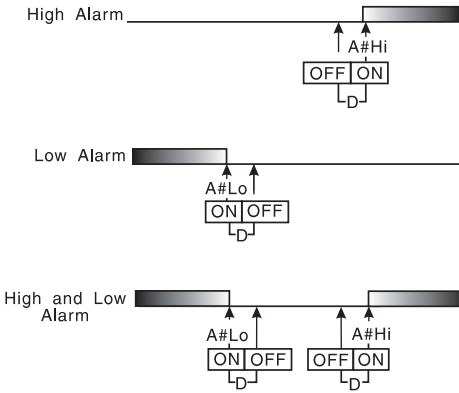 High Alarm
A#Hi
OFF ON
D
Low Alarm
A#Lo
ON OFF
D
High and Low
Alarm
A#Lo A#Hi
ON OFF OFF ON
D D